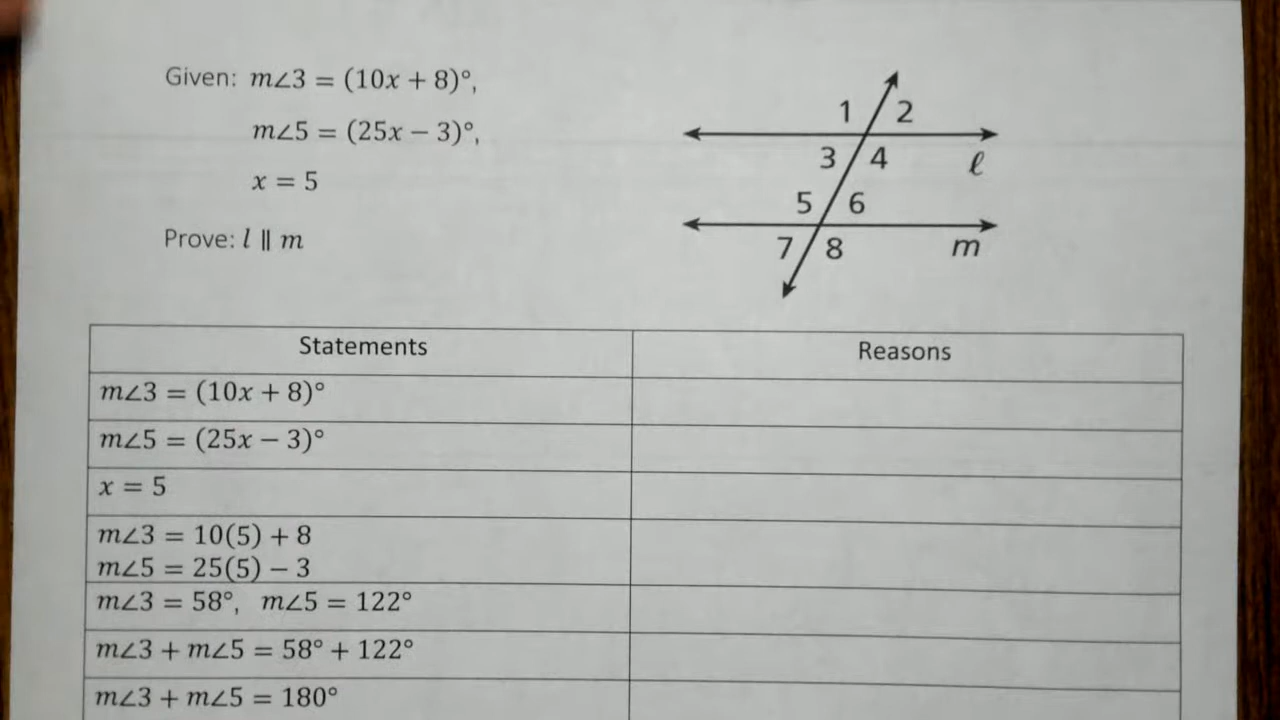 Given: m∠3 = (10x + 8)°,
m∠5 = (25x − 3)°,
x = 5
Prove: l ∥ m
1 2
3 4 ℓ
5 6
7 8 m
Statements Reasons
m∠3 = (10x + 8)°
m∠5 = (25x − 3)°
x = 5
m∠3 = 10(5) + 8
m∠5 = 25(5) − 3
m∠3 = 58°, m∠5 = 122°
m∠3 + m∠5 = 58° + 122°
m∠3 + m∠5 = 180°